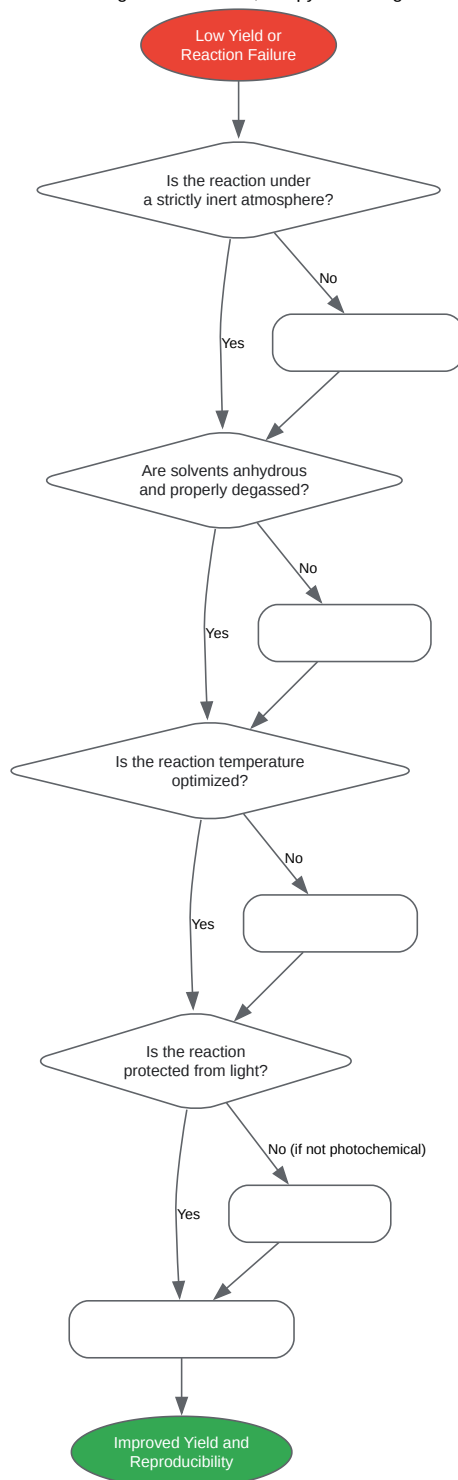 Low Yield or
Reaction Failure
Is the reaction under
a strictly inert atmosphere?
No
Yes
Are solvents anhydrous
and properly degassed?
No
Yes
Is the reaction temperature
optimized?
No
Yes
Is the reaction
protected from light?
No (if not photochemical)
Yes
Improved Yield and
Reproducibility